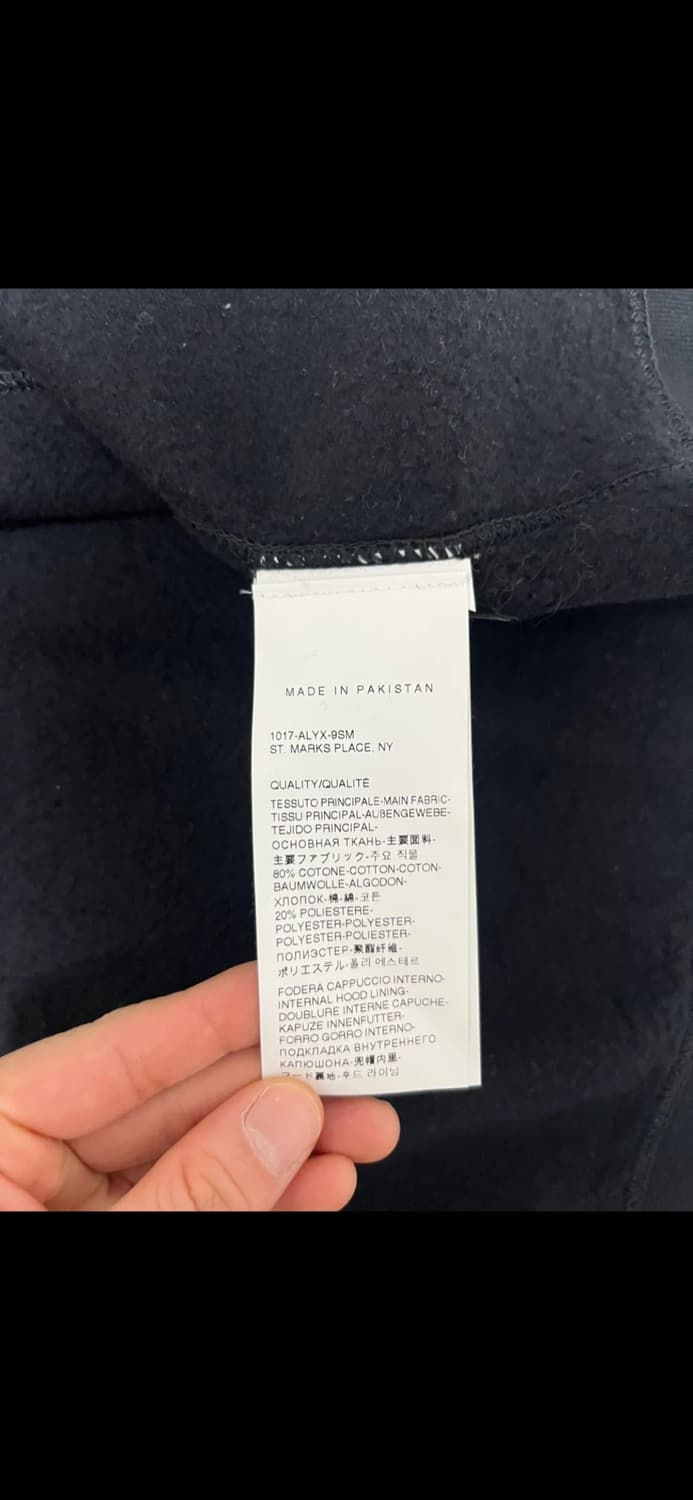 MADE IN PAKISTAN
1017-ALYX-9SM
ST. MARKS PLACE, NY
QUALITY/QUALITÉ
TESSUTO PRINCIPALE-MAIN FABRIC-
TISSU PRINCIPAL-AUßENGEWEBE-
TEJIDO PRINCIPAL-
ОСНОВНАЯ ТКАНЬ-主要面料-
主要ファブリック-주요 직물
80% COTONE-COTTON-COTON-
BAUMWOLLE-ALGODON-
ХЛОПОК-棉-綿-코튼
20% POLIESTERE-
POLYESTER-POLYESTER-
POLYESTER-POLIESTER-
ПОЛИЭСТЕР-聚酯纤维-
ポリエステル-폴리 에스테르
FODERA CAPPUCCIO INTERNO-
INTERNAL HOOD LINING-
DOUBLURE INTERNE CAPUCHE-
KAPUZE INNENFUTTER-
FORRO GORRO INTERNO-
ПОДКЛАДКА ВНУТРЕННЕГО
КАПЮШОНА-兜帽内里-
フード裏地-후드 라이닝